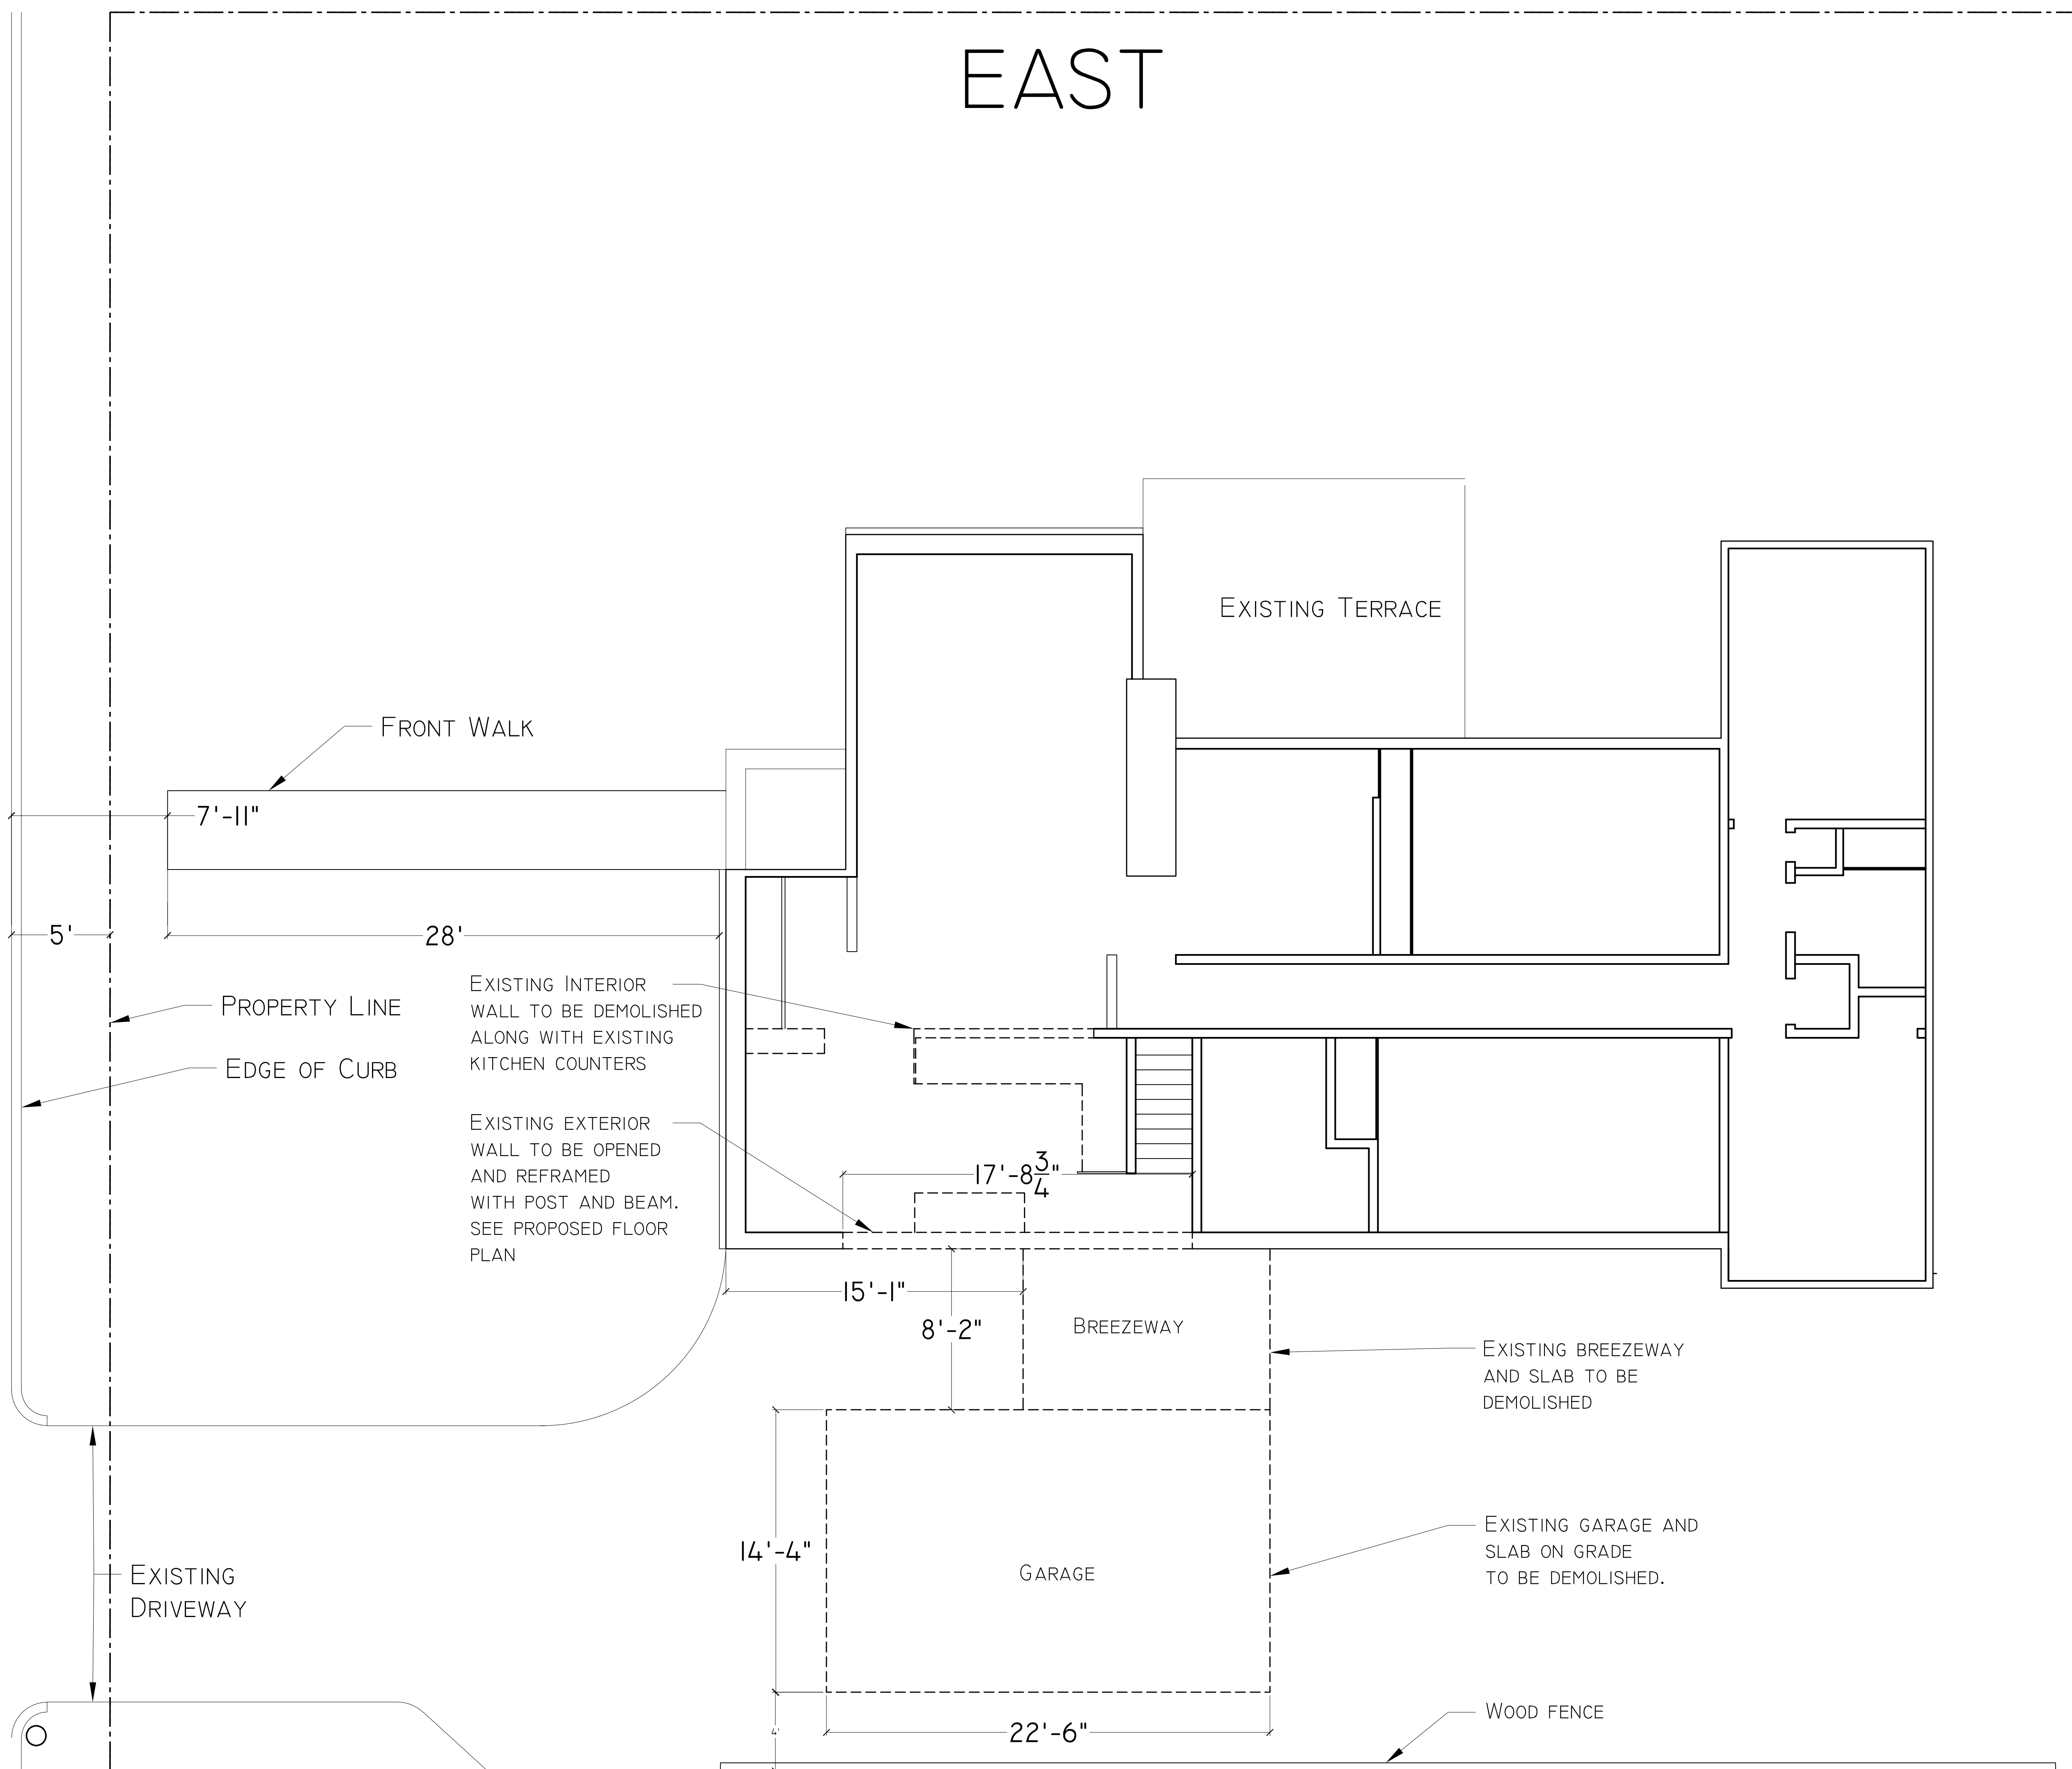 EAST
EXISTING TERRACE
FRONT WALK
7'-11"
5'
28'
EXISTING INTERIOR
WALL TO BE DEMOLISHED
ALONG WITH EXISTING
KITCHEN COUNTERS
PROPERTY LINE
EDGE OF CURB
EXISTING EXTERIOR
WALL TO BE OPENED
AND REFRAMED
WITH POST AND BEAM.
SEE PROPOSED FLOOR
PLAN
17'-8 3/4"
15'-1"
8'-2"
BREEZEWAY
EXISTING BREEZEWAY
AND SLAB TO BE
DEMOLISHED
14'-4"
GARAGE
EXISTING GARAGE AND
SLAB ON GRADE
TO BE DEMOLISHED.
EXISTING
DRIVEWAY
4'
22'-6"
WOOD FENCE